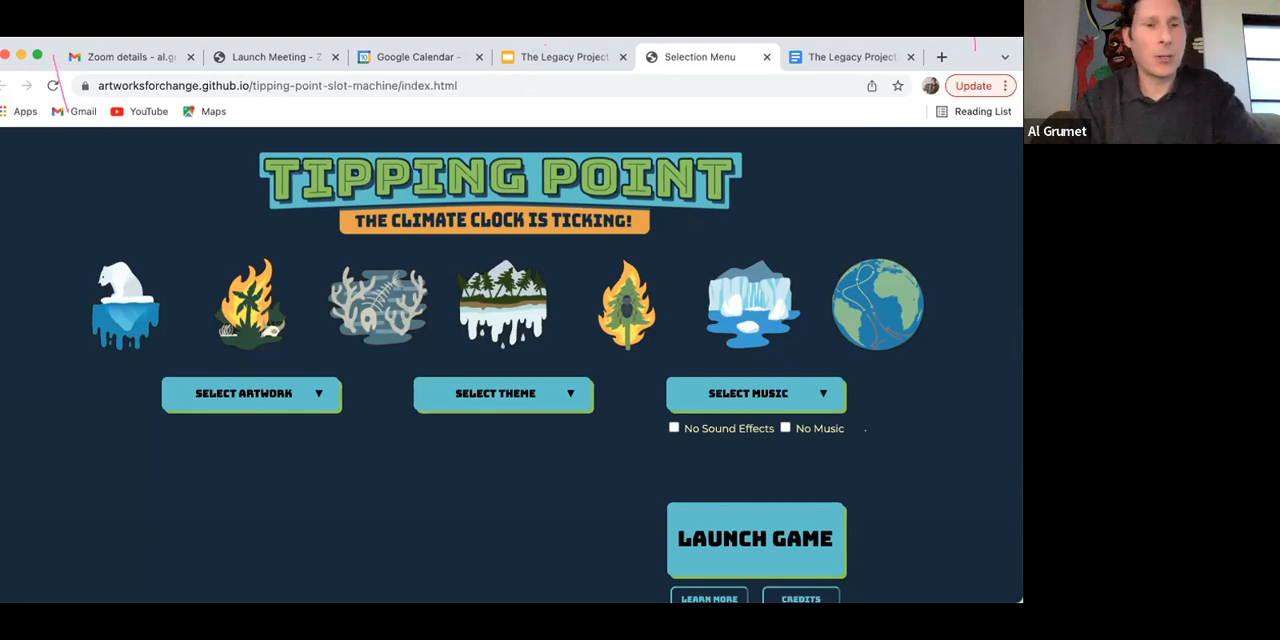 Zoom details - al.gr
Launch Meeting - Z
Google Calendar -
The Legacy Project
Selection Menu
The Legacy Project
artworksforchange.github.io/tipping-point-slot-machine/index.html
Update
Apps
Gmail
YouTube
Maps
Reading List
Al Grumet
TIPPING POINT
THE CLIMATE CLOCK IS TICKING!
SELECT ARTWORK ▼
SELECT THEME ▼
SELECT MUSIC ▼
No Sound Effects
No Music
LAUNCH GAME
LEARN MORE
CREDITS